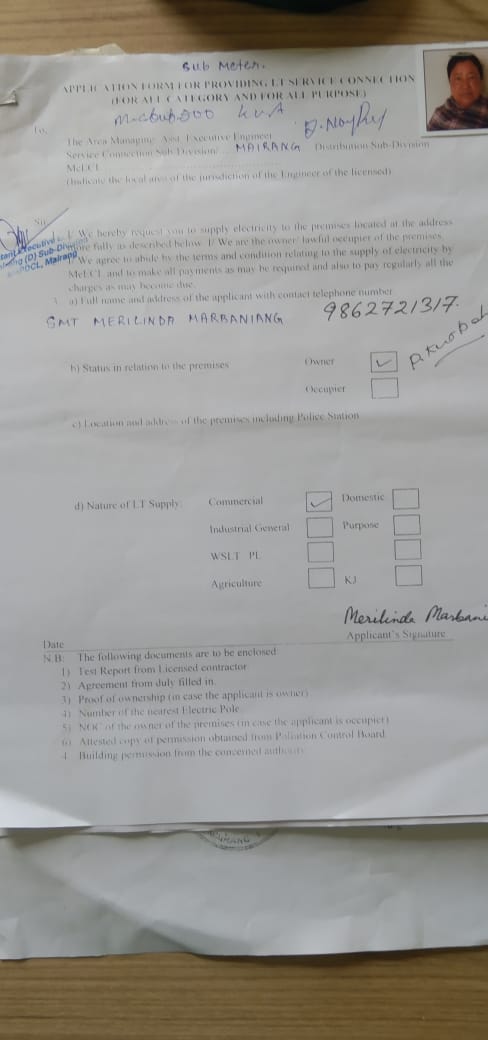 Sub Meter.
APPLICATION FORM FOR PROVIDING LT SERVICE CONNECTION
(FOR ALL CATEGORY AND FOR ALL PURPOSE)
To,
The Area Managing Asst. Executive Engineer
Service Connection Sub Division MAIRANG Distribution Sub-Division
MeECL
(Indicate the local area of the jurisdiction of the Engineer of the licensed)
Sir,
I/ We hereby request you to supply electricity to the premises located at the address
more fully as described below. I/ We are the owner/ lawful occupier of the premises.
We agree to abide by the terms and condition relating to the supply of electricity by
MeECL and to make all payments as may be required and also to pay regularly all the
charges as may become due.
a) Full name and address of the applicant with contact telephone number
9862721317.
SMT MERILINDA MARBANIANG
b) Status in relation to the premises Owner ✓
Occupier
c) Location and address of the premises including Police Station
d) Nature of LT Supply: Commercial ✓ Domestic
Industrial General Purpose
WSLT PL
Agriculture KJ
Merilinda Marbani
Applicant's Signature
Date
N.B: The following documents are to be enclosed
1) Test Report from Licensed contractor
2) Agreement from duly filled in.
3) Proof of ownership (in case the applicant is owner)
4) Number of the nearest Electric Pole
5) NOC of the owner of the premises (in case the applicant is occupier)
6) Attested copy of permission obtained from Pollution Control Board
Building permission from the concerned authority